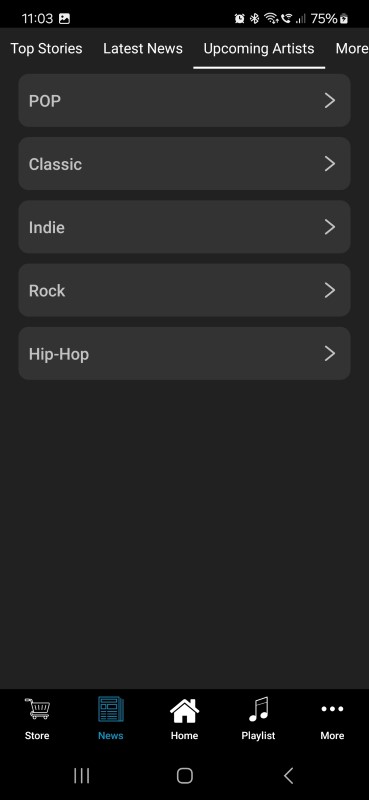 11:03 75%
Top Stories Latest News Upcoming Artists More
POP
Classic
Indie
Rock
Hip-Hop
Store News Home Playlist More